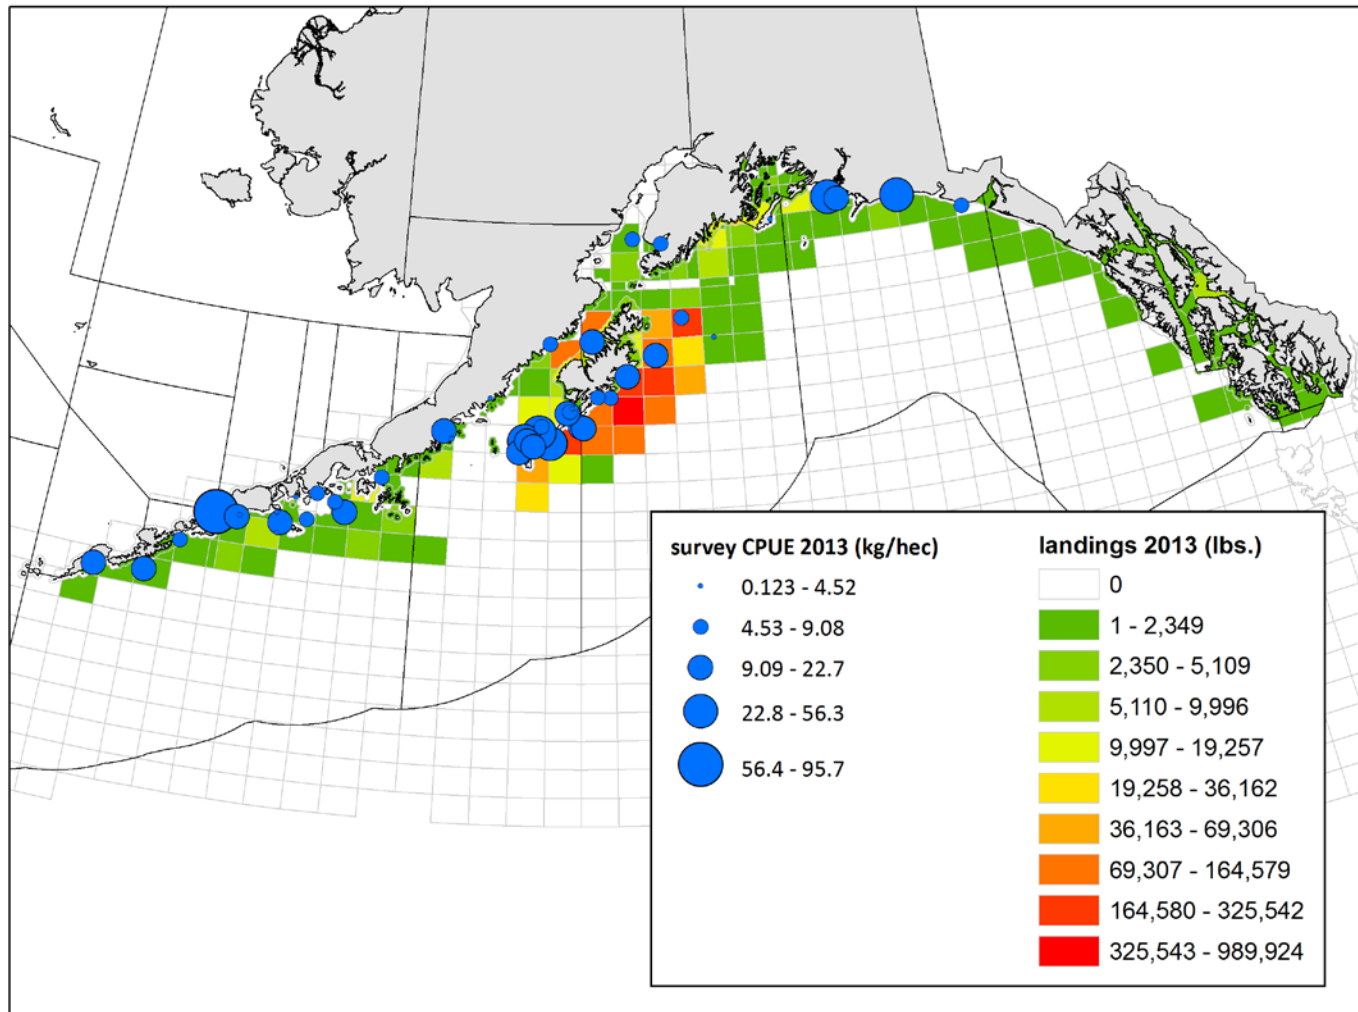 survey CPUE 2013 (kg/hec)
0.123 - 4.52
4.53 - 9.08
9.09 - 22.7
22.8 - 56.3
56.4 - 95.7
landings 2013 (lbs.)
0
1 - 2,349
2,350 - 5,109
5,110 - 9,996
9,997 - 19,257
19,258 - 36,162
36,163 - 69,306
69,307 - 164,579
164,580 - 325,542
325,543 - 989,924